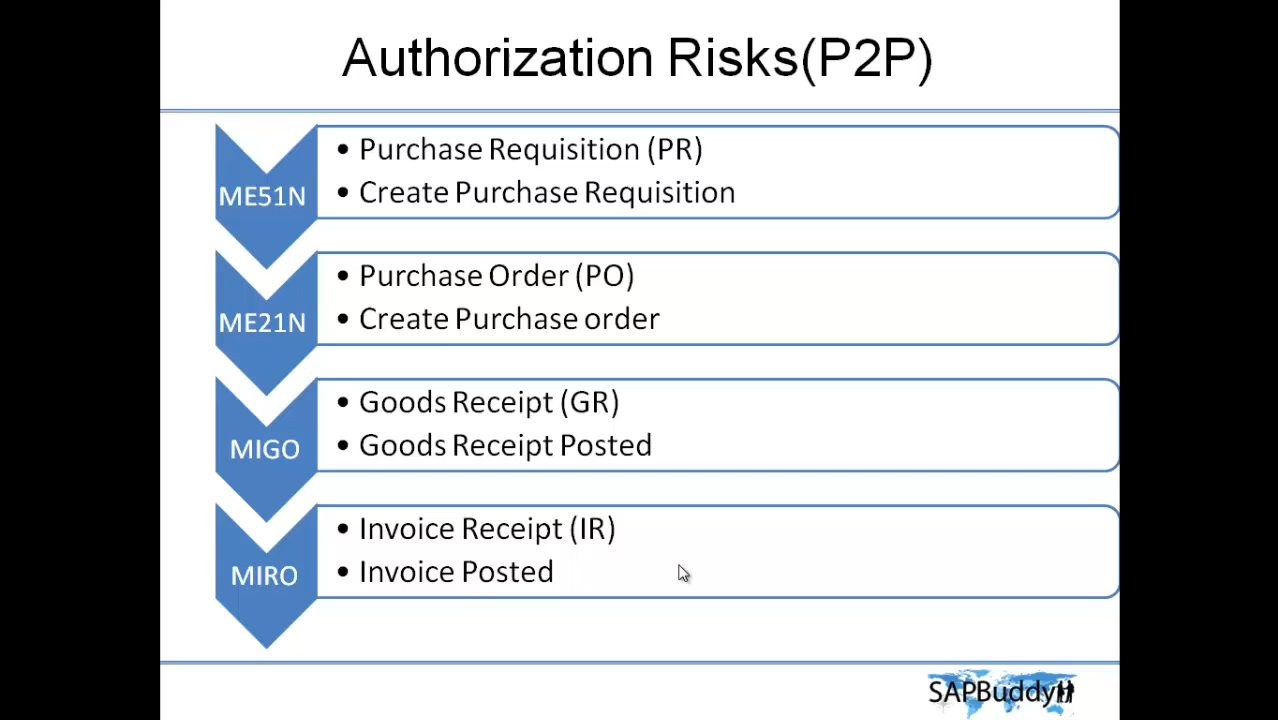 Authorization Risks(P2P)
ME51N
• Purchase Requisition (PR)
• Create Purchase Requisition
ME21N
• Purchase Order (PO)
• Create Purchase order
MIGO
• Goods Receipt (GR)
• Goods Receipt Posted
MIRO
• Invoice Receipt (IR)
• Invoice Posted
SAPBuddy